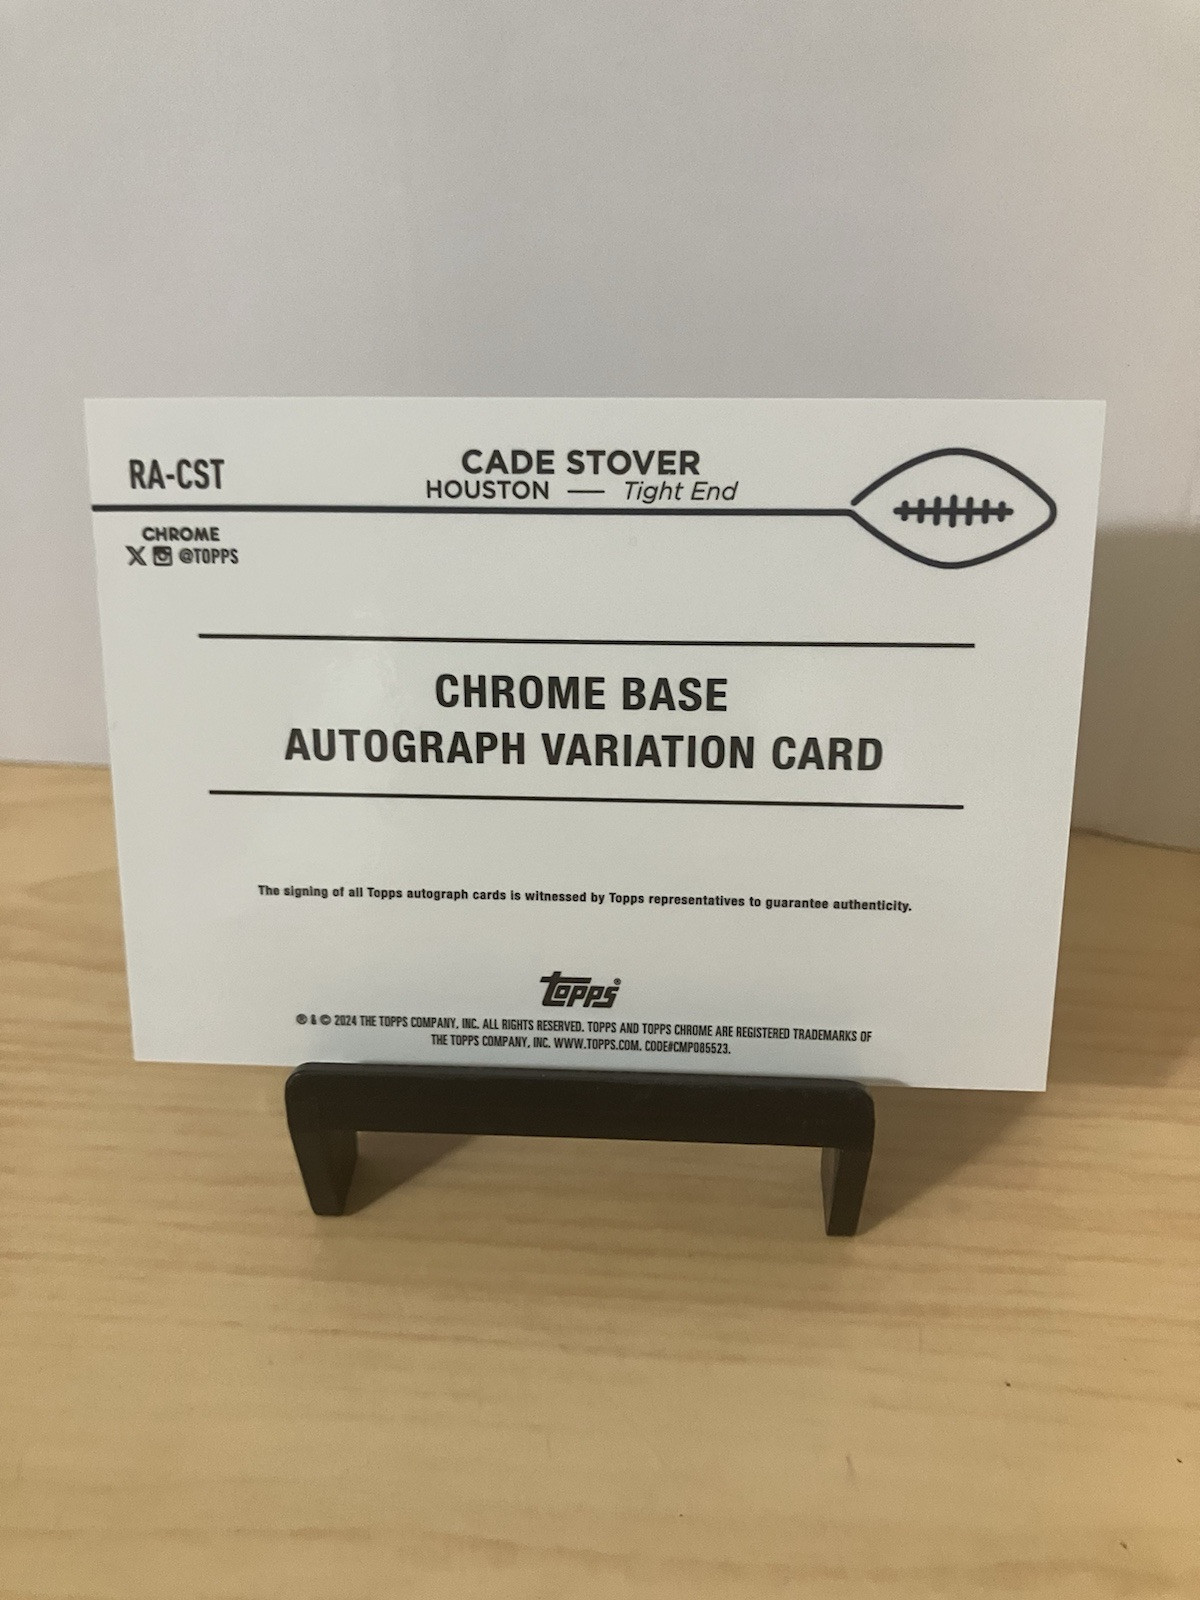 RA-CST
CADE STOVER
HOUSTON — Tight End
CHROME
X @TOPPS
CHROME BASE
AUTOGRAPH VARIATION CARD
The signing of all Topps autograph cards is witnessed by Topps representatives to guarantee authenticity.
topps®
® & © 2024 THE TOPPS COMPANY, INC. ALL RIGHTS RESERVED. TOPPS AND TOPPS CHROME ARE REGISTERED TRADEMARKS OF
THE TOPPS COMPANY, INC. WWW.TOPPS.COM. CODE#CMP085523.